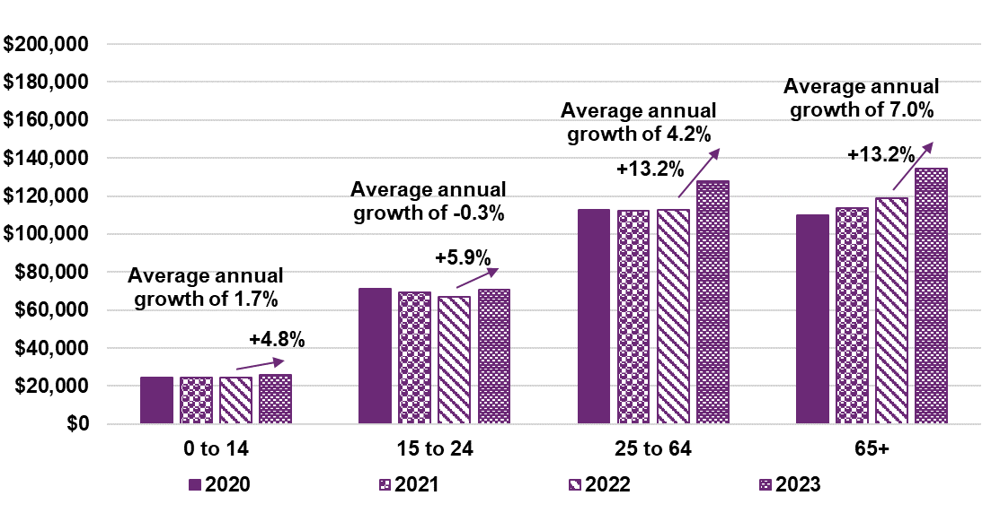 $200,000
$180,000
$160,000
$140,000
$120,000
$100,000
$80,000
$60,000
$40,000
$20,000
$0
Average annual
growth of 1.7%
+4.8%
Average annual
growth of -0.3%
+5.9%
Average annual
growth of 4.2%
+13.2%
Average annual
growth of 7.0%
+13.2%
0 to 14
15 to 24
25 to 64
65+
2020
2021
2022
2023